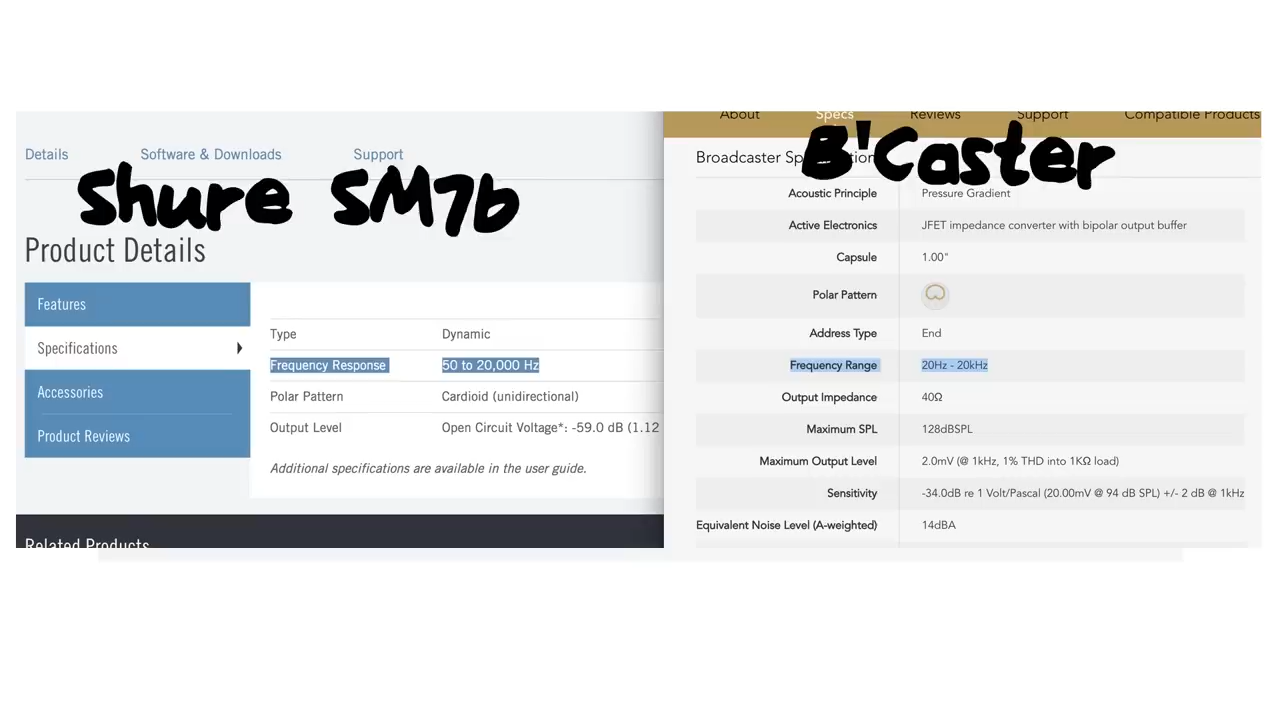 Details Software & Downloads Support
Shure SM7b
Product Details
Features
Specifications
Accessories
Product Reviews
Type Dynamic
Frequency Response 50 to 20,000 Hz
Polar Pattern Cardioid (unidirectional)
Output Level Open Circuit Voltage*: -59.0 dB (1.12
Additional specifications are available in the user guide.
Related Products
About Specs Reviews Support Compatible Products
B'Caster
Broadcaster
Acoustic Principle Pressure Gradient
Active Electronics JFET impedance converter with bipolar output buffer
Capsule 1.00"
Polar Pattern
Address Type End
Frequency Range 20Hz - 20kHz
Output Impedance 40Ω
Maximum SPL 128dBSPL
Maximum Output Level 2.0mV (@ 1kHz, 1% THD into 1KΩ load)
Sensitivity -34.0dB re 1 Volt/Pascal (20.00mV @ 94 dB SPL) +/- 2 dB @ 1kHz
Equivalent Noise Level (A-weighted) 14dBA